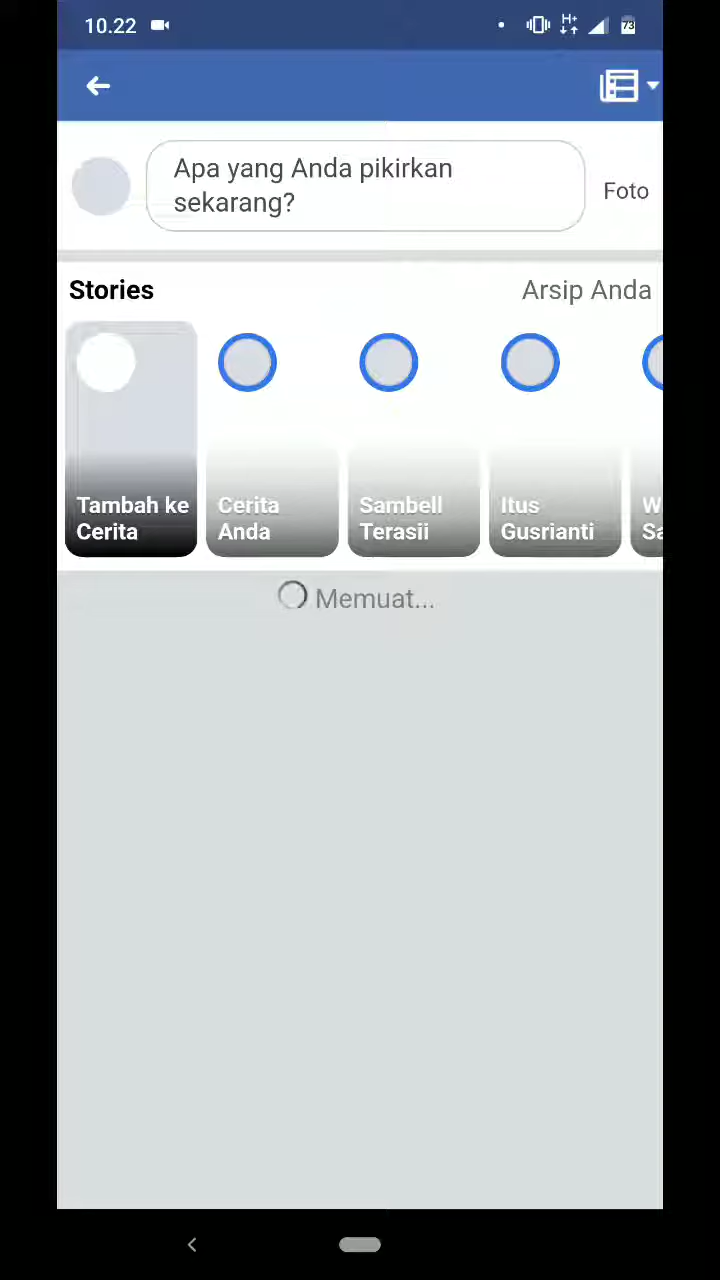 10.22
H+
73
Apa yang Anda pikirkan
sekarang?
Foto
Stories
Arsip Anda
Tambah ke
Cerita
Cerita
Anda
Sambell
Terasii
Itus
Gusrianti
Memuat...